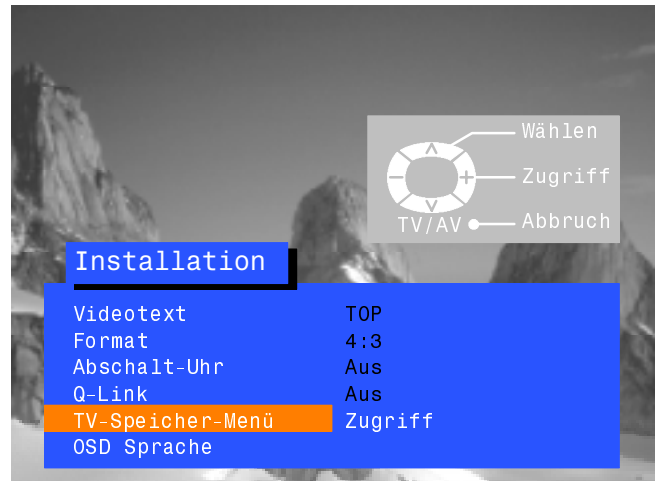 Wählen
Zugriff
TV/AV Abbruch
Installation
Videotext TOP
Format 4:3
Abschalt-Uhr Aus
Q-Link Aus
TV-Speicher-Menü Zugriff
OSD Sprache